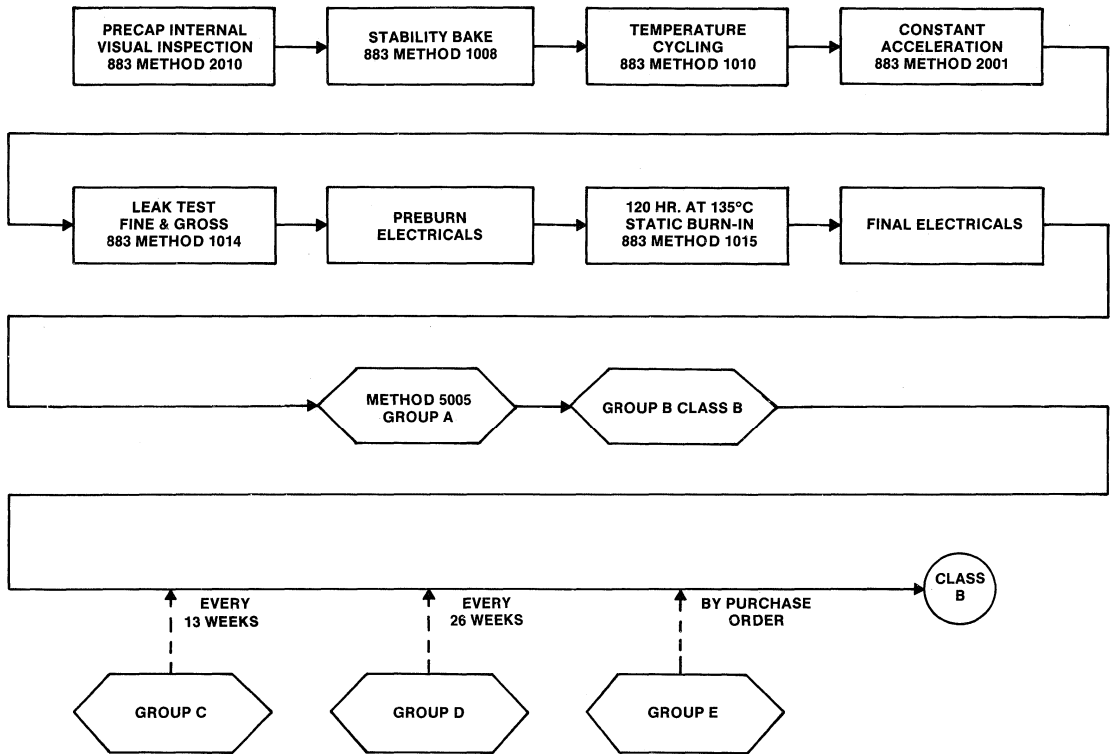 PRECAP INTERNAL
VISUAL INSPECTION
883 METHOD 2010
STABILITY BAKE
883 METHOD 1008
TEMPERATURE
CYCLING
883 METHOD 1010
CONSTANT
ACCELERATION
883 METHOD 2001
LEAK TEST
FINE & GROSS
883 METHOD 1014
PREBURN
ELECTRICALS
120 HR. AT 135°C
STATIC BURN-IN
883 METHOD 1015
FINAL ELECTRICALS
METHOD 5005
GROUP A
GROUP B CLASS B
CLASS
B
EVERY
13 WEEKS
EVERY
26 WEEKS
BY PURCHASE
ORDER
GROUP C
GROUP D
GROUP E